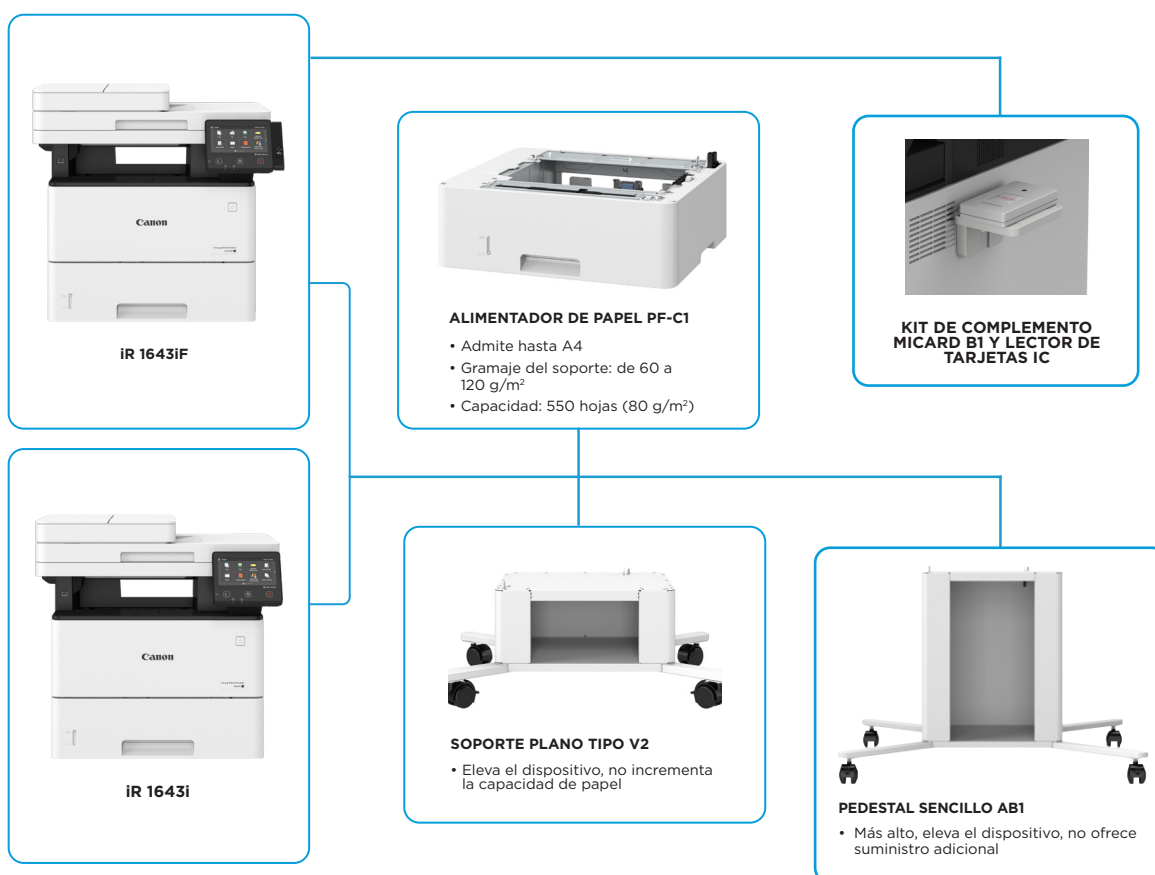 Canon
iR 1643iF
ALIMENTADOR DE PAPEL PF-C1
• Admite hasta A4
• Gramaje del soporte: de 60 a
120 g/m²
• Capacidad: 550 hojas (80 g/m²)
KIT DE COMPLEMENTO
MICARD B1 Y LECTOR DE
TARJETAS IC
Canon
iR 1643i
SOPORTE PLANO TIPO V2
• Eleva el dispositivo, no incrementa
la capacidad de papel
PEDESTAL SENCILLO AB1
• Más alto, eleva el dispositivo, no ofrece
suministro adicional